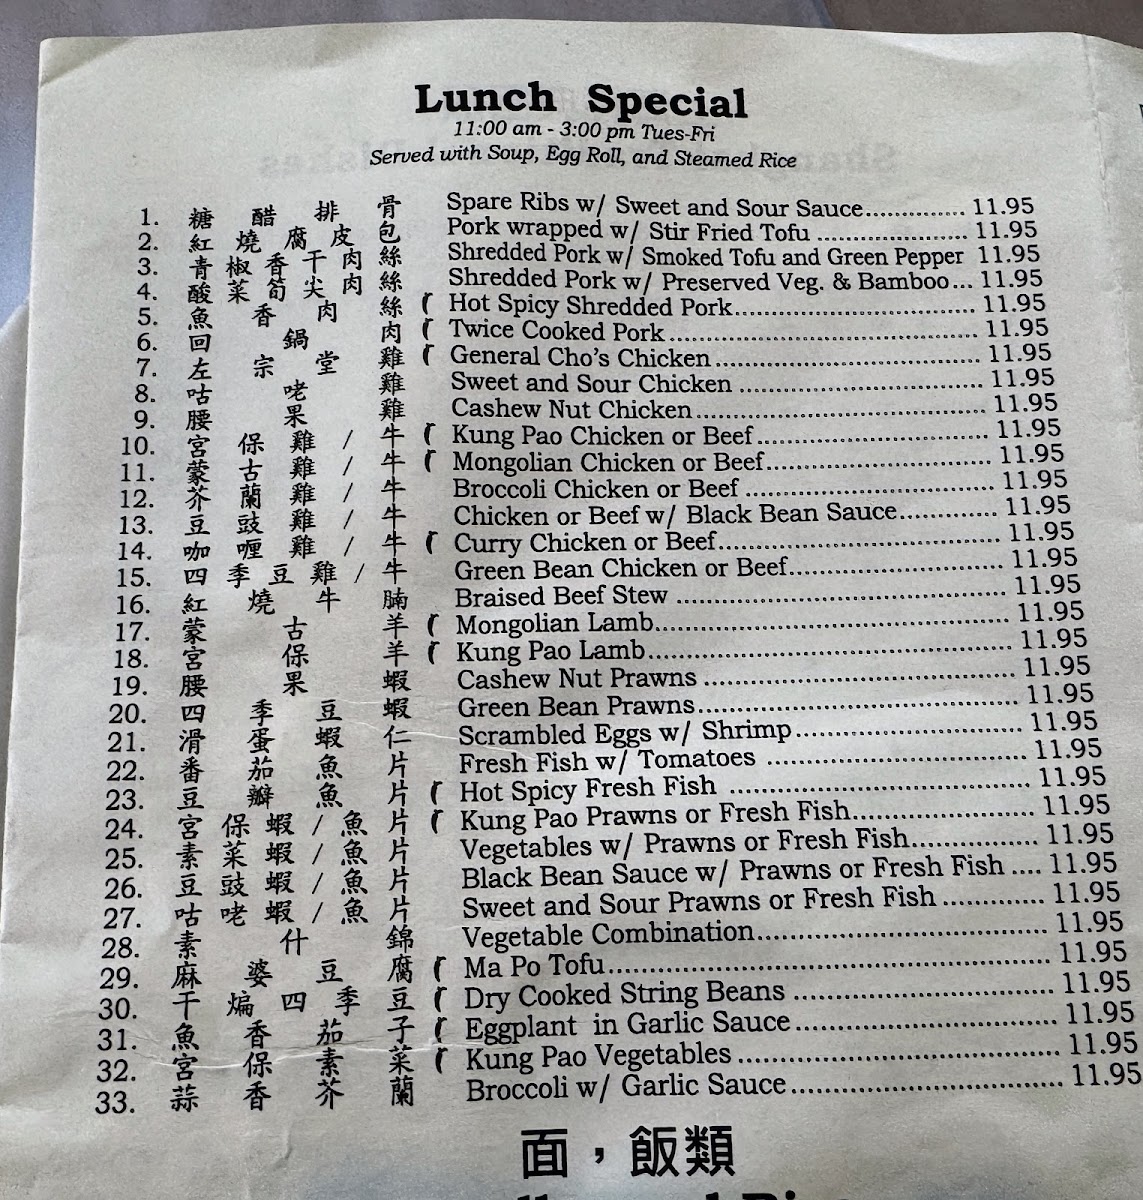 Lunch Special
11:00 am - 3:00 pm Tues-Fri
Served with Soup, Egg Roll, and Steamed Rice
1. 糖醋排骨 Spare Ribs w/ Sweet and Sour Sauce............... 11.95
2. 紅燒腐皮包 Pork wrapped w/ Stir Fried Tofu ...................... 11.95
3. 青椒香干肉絲 Shredded Pork w/ Smoked Tofu and Green Pepper 11.95
4. 酸菜筍尖肉絲 Shredded Pork w/ Preserved Veg. & Bamboo... 11.95
5. 魚香肉絲 Hot Spicy Shredded Pork................................... 11.95
6. 回鍋肉 Twice Cooked Pork............................................. 11.95
7. 左宗堂雞 General Cho's Chicken...................................... 11.95
8. 咕咾雞 Sweet and Sour Chicken ................................... 11.95
9. 腰果雞 Cashew Nut Chicken......................................... 11.95
10. 宮保雞/牛 Kung Pao Chicken or Beef................................. 11.95
11. 蒙古雞/牛 Mongolian Chicken or Beef................................ 11.95
12. 芥蘭雞/牛 Broccoli Chicken or Beef ................................... 11.95
13. 豆豉雞/牛 Chicken or Beef w/ Black Bean Sauce.............. 11.95
14. 咖喱雞/牛 Curry Chicken or Beef....................................... 11.95
15. 四季豆雞/牛 Green Bean Chicken or Beef............................. 11.95
16. 紅燒牛腩 Braised Beef Stew ............................................ 11.95
17. 蒙古羊 Mongolian Lamb................................................ 11.95
18. 宮保羊 Kung Pao Lamb................................................. 11.95
19. 腰果蝦 Cashew Nut Prawns .......................................... 11.95
20. 四季豆蝦 Green Bean Prawns........................................... 11.95
21. 滑蛋蝦仁 Scrambled Eggs w/ Shrimp.............................. 11.95
22. 番茄魚片 Fresh Fish w/ Tomatoes ................................... 11.95
23. 豆瓣魚片 Hot Spicy Fresh Fish ........................................ 11.95
24. 宮保蝦/魚片 Kung Pao Prawns or Fresh Fish........................ 11.95
25. 素菜蝦/魚片 Vegetables w/ Prawns or Fresh Fish................. 11.95
26. 豆豉蝦/魚片 Black Bean Sauce w/ Prawns or Fresh Fish .... 11.95
27. 咕咾蝦/魚片 Sweet and Sour Prawns or Fresh Fish ............. 11.95
28. 素什錦 Vegetable Combination...................................... 11.95
29. 麻婆豆腐 Ma Po Tofu......................................................... 11.95
30. 干煸四季豆 Dry Cooked String Beans .................................. 11.95
31. 魚香茄子 Eggplant in Garlic Sauce.................................. 11.95
32. 宮保素菜 Kung Pao Vegetables ......................................... 11.95
33. 蒜香芥蘭 Broccoli w/ Garlic Sauce................................... 11.95
面，飯類